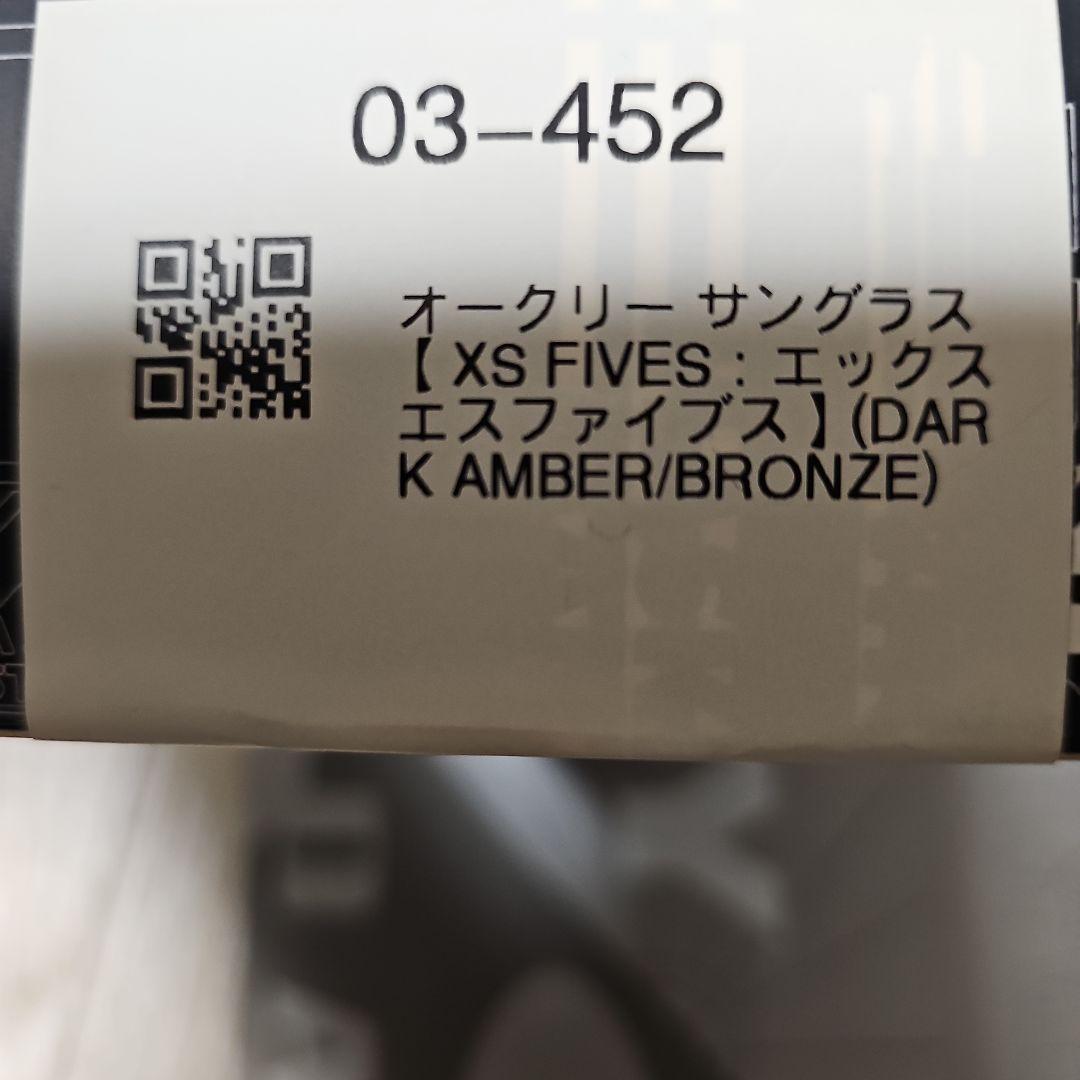 03-452
オークリー サングラス
【 XS FIVES : エックス
エスファイブス 】(DAR
K AMBER/BRONZE)